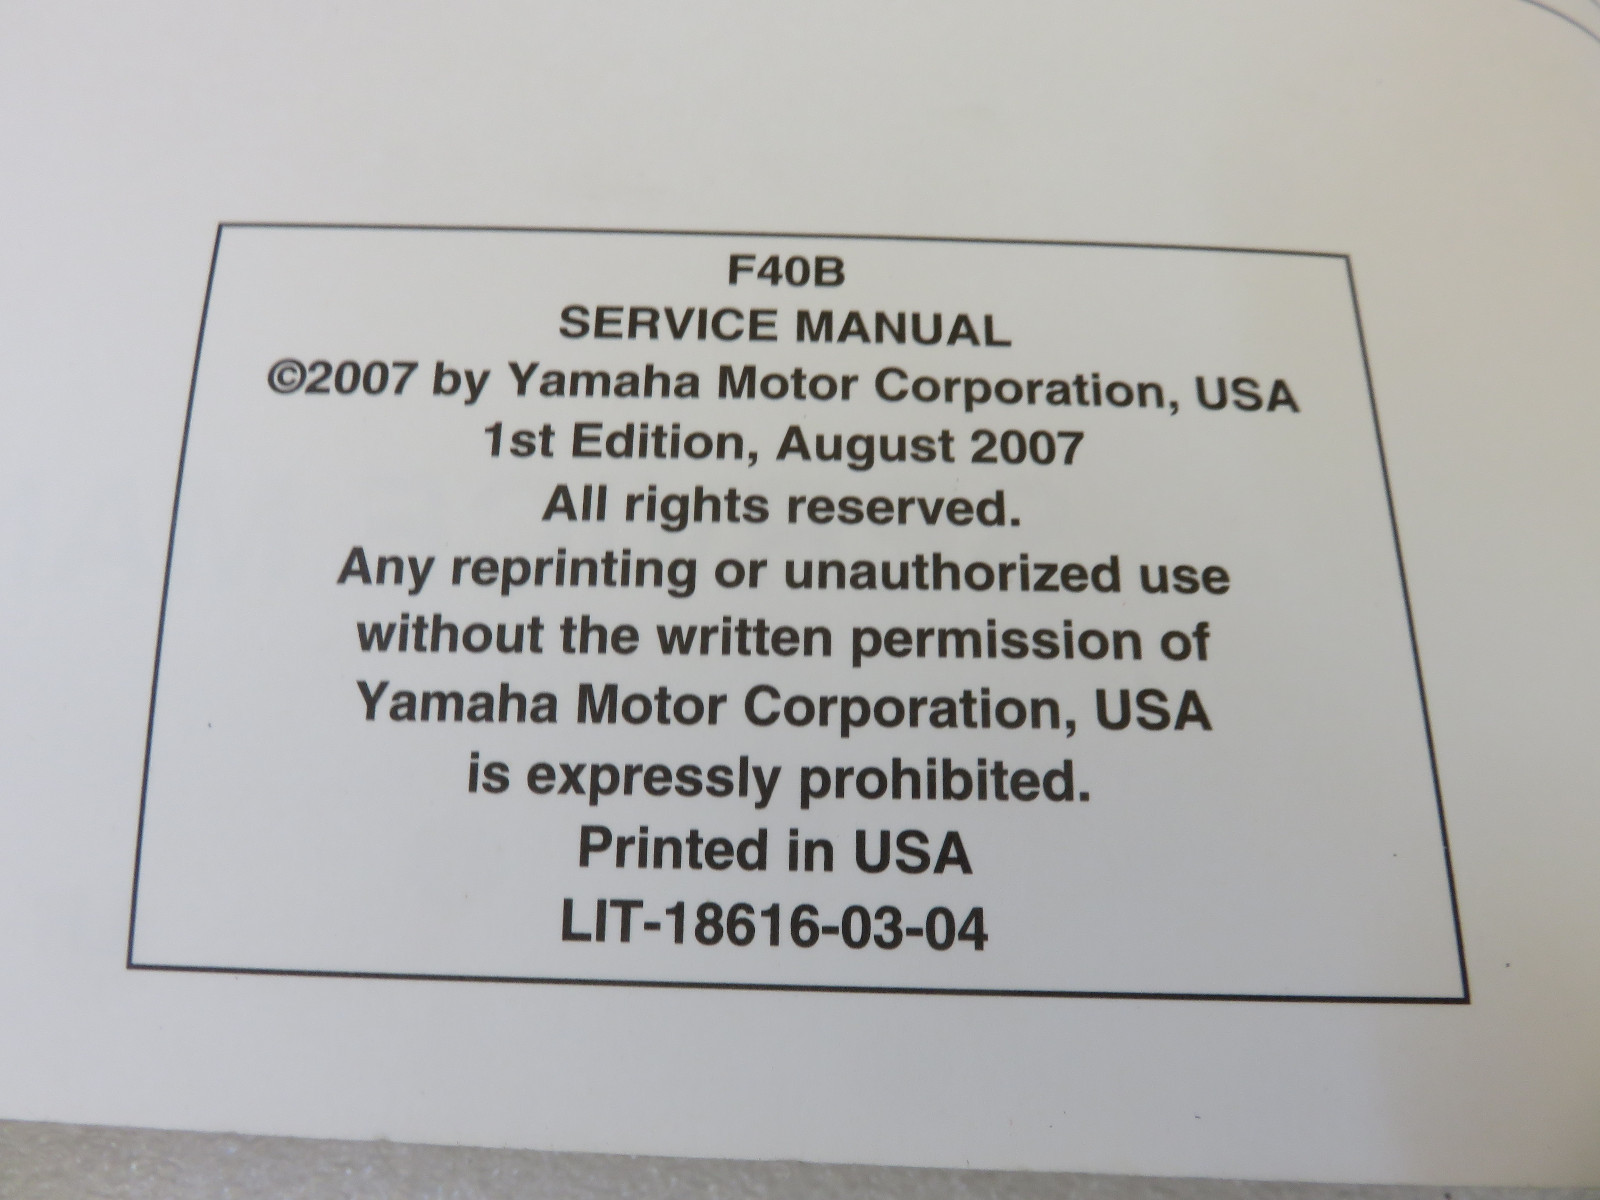 F40B
SERVICE MANUAL
©2007 by Yamaha Motor Corporation, USA
1st Edition, August 2007
All rights reserved.
Any reprinting or unauthorized use
without the written permission of
Yamaha Motor Corporation, USA
is expressly prohibited.
Printed in USA
LIT-18616-03-04